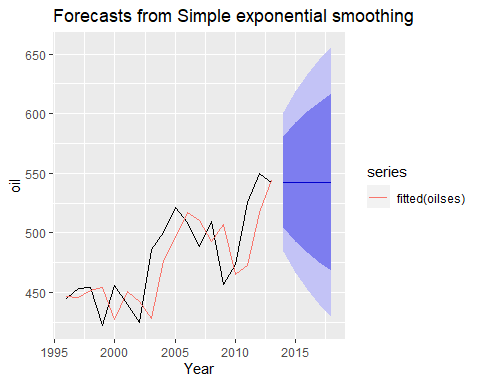 Forecasts from Simple exponential smoothing
650
600
550
500
450
oil
1995
2000
2005
2010
2015
Year
series
fitted(oilses)